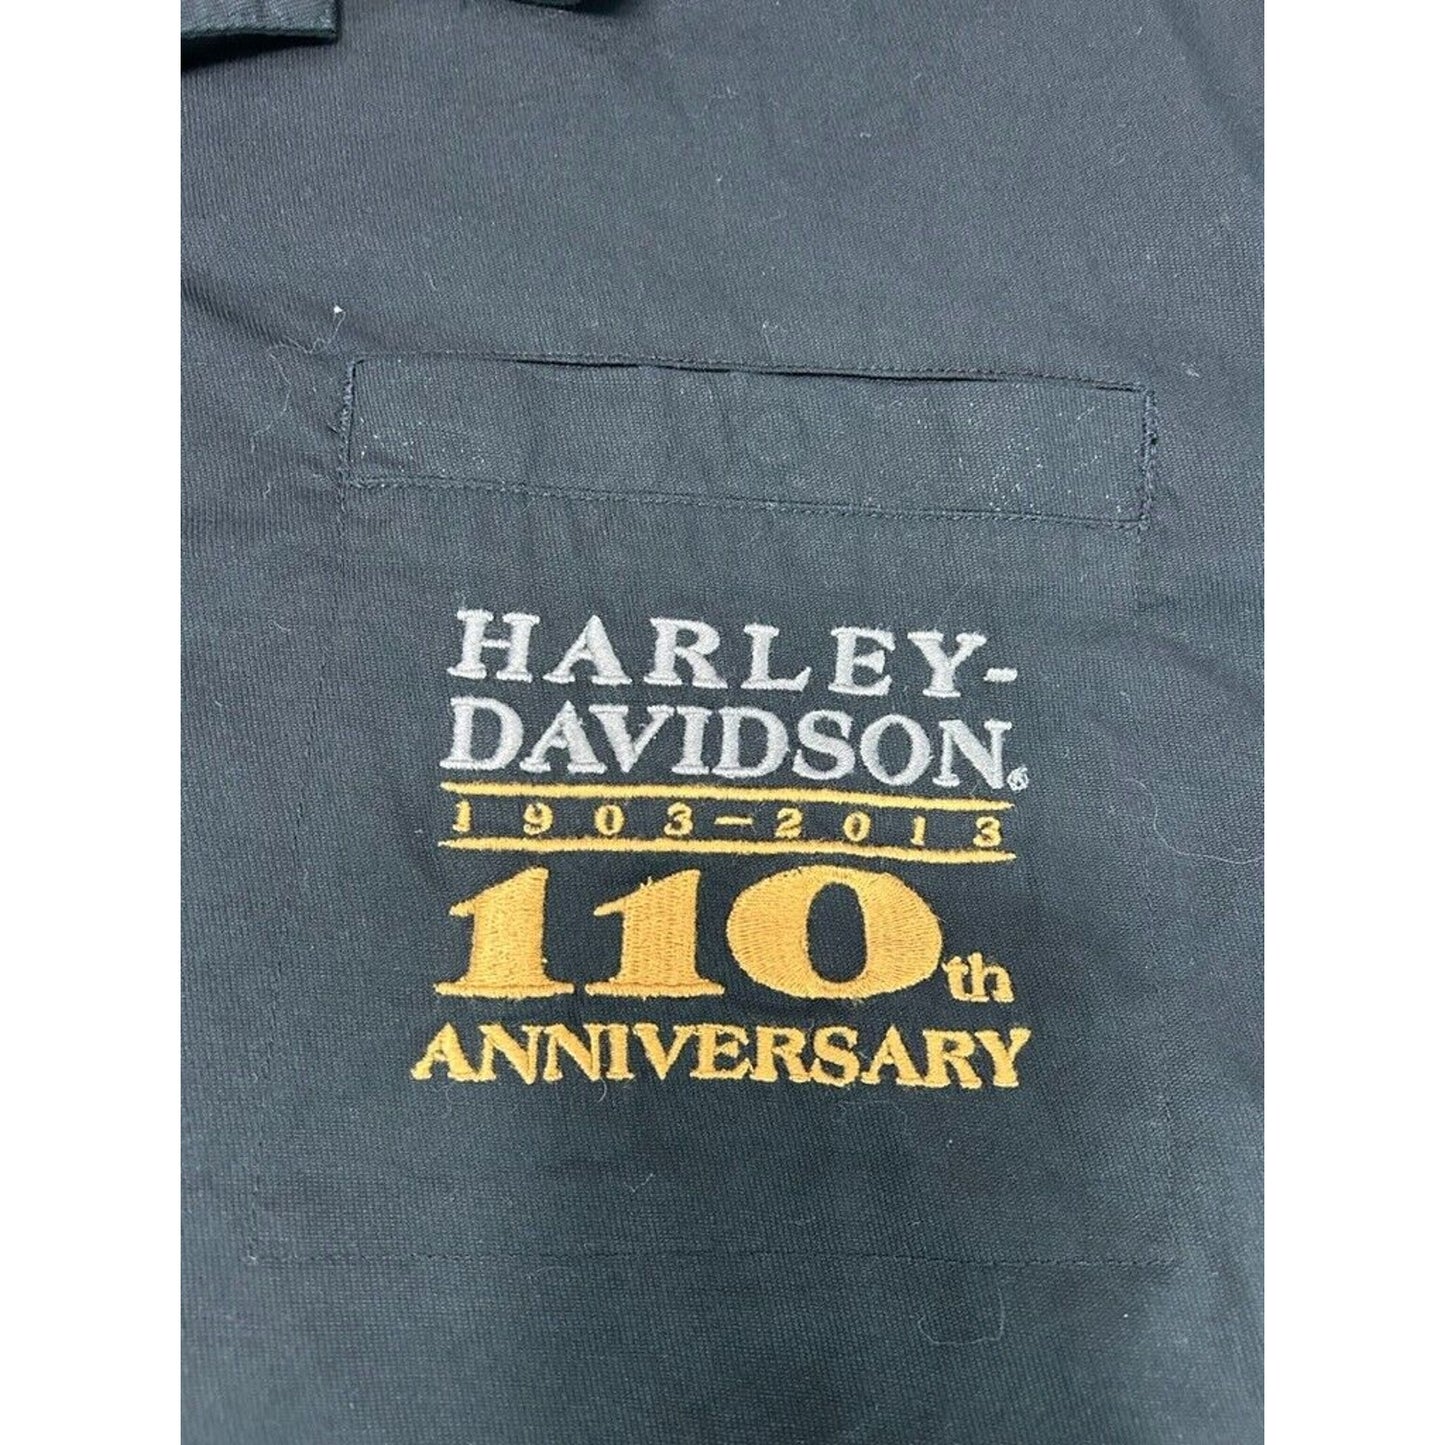 HARLEY-
DAVIDSON®
1903-2013
110th
ANNIVERSARY